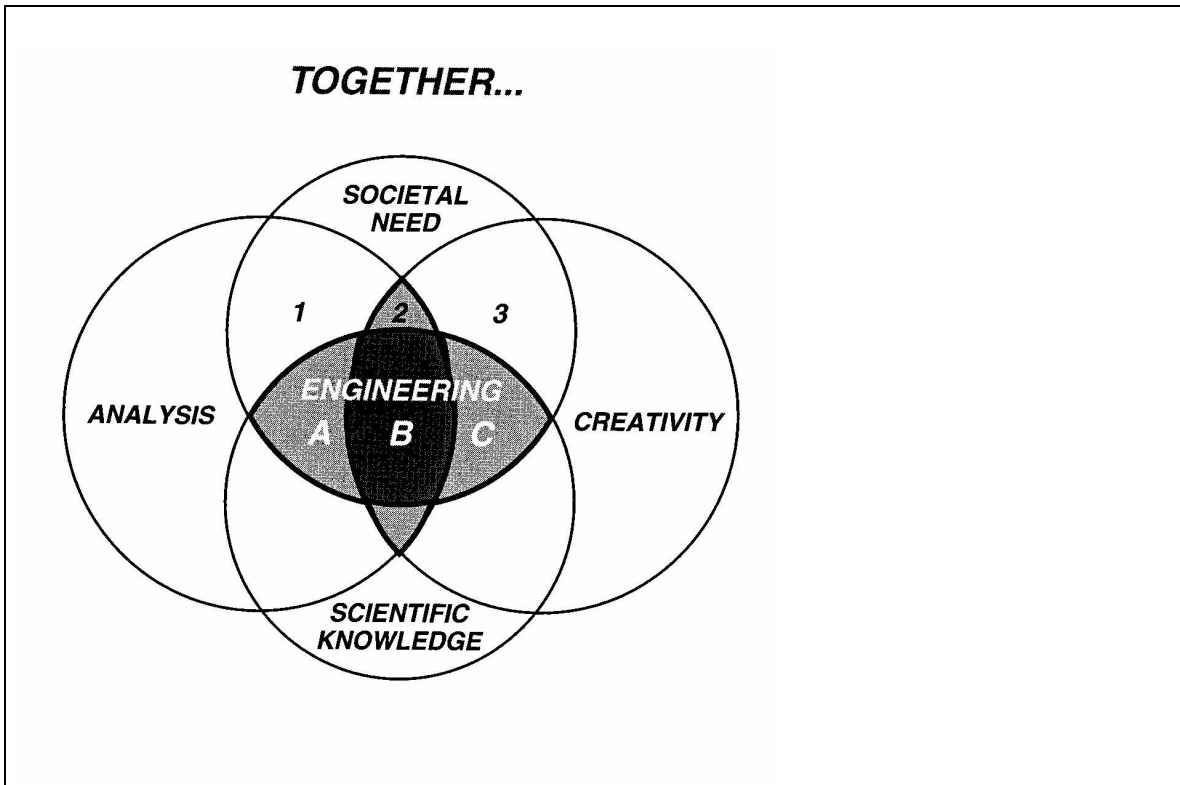 TOGETHER...
SOCIETAL
NEED
1 2 3
ENGINEERING
ANALYSIS A B C CREATIVITY
SCIENTIFIC
KNOWLEDGE